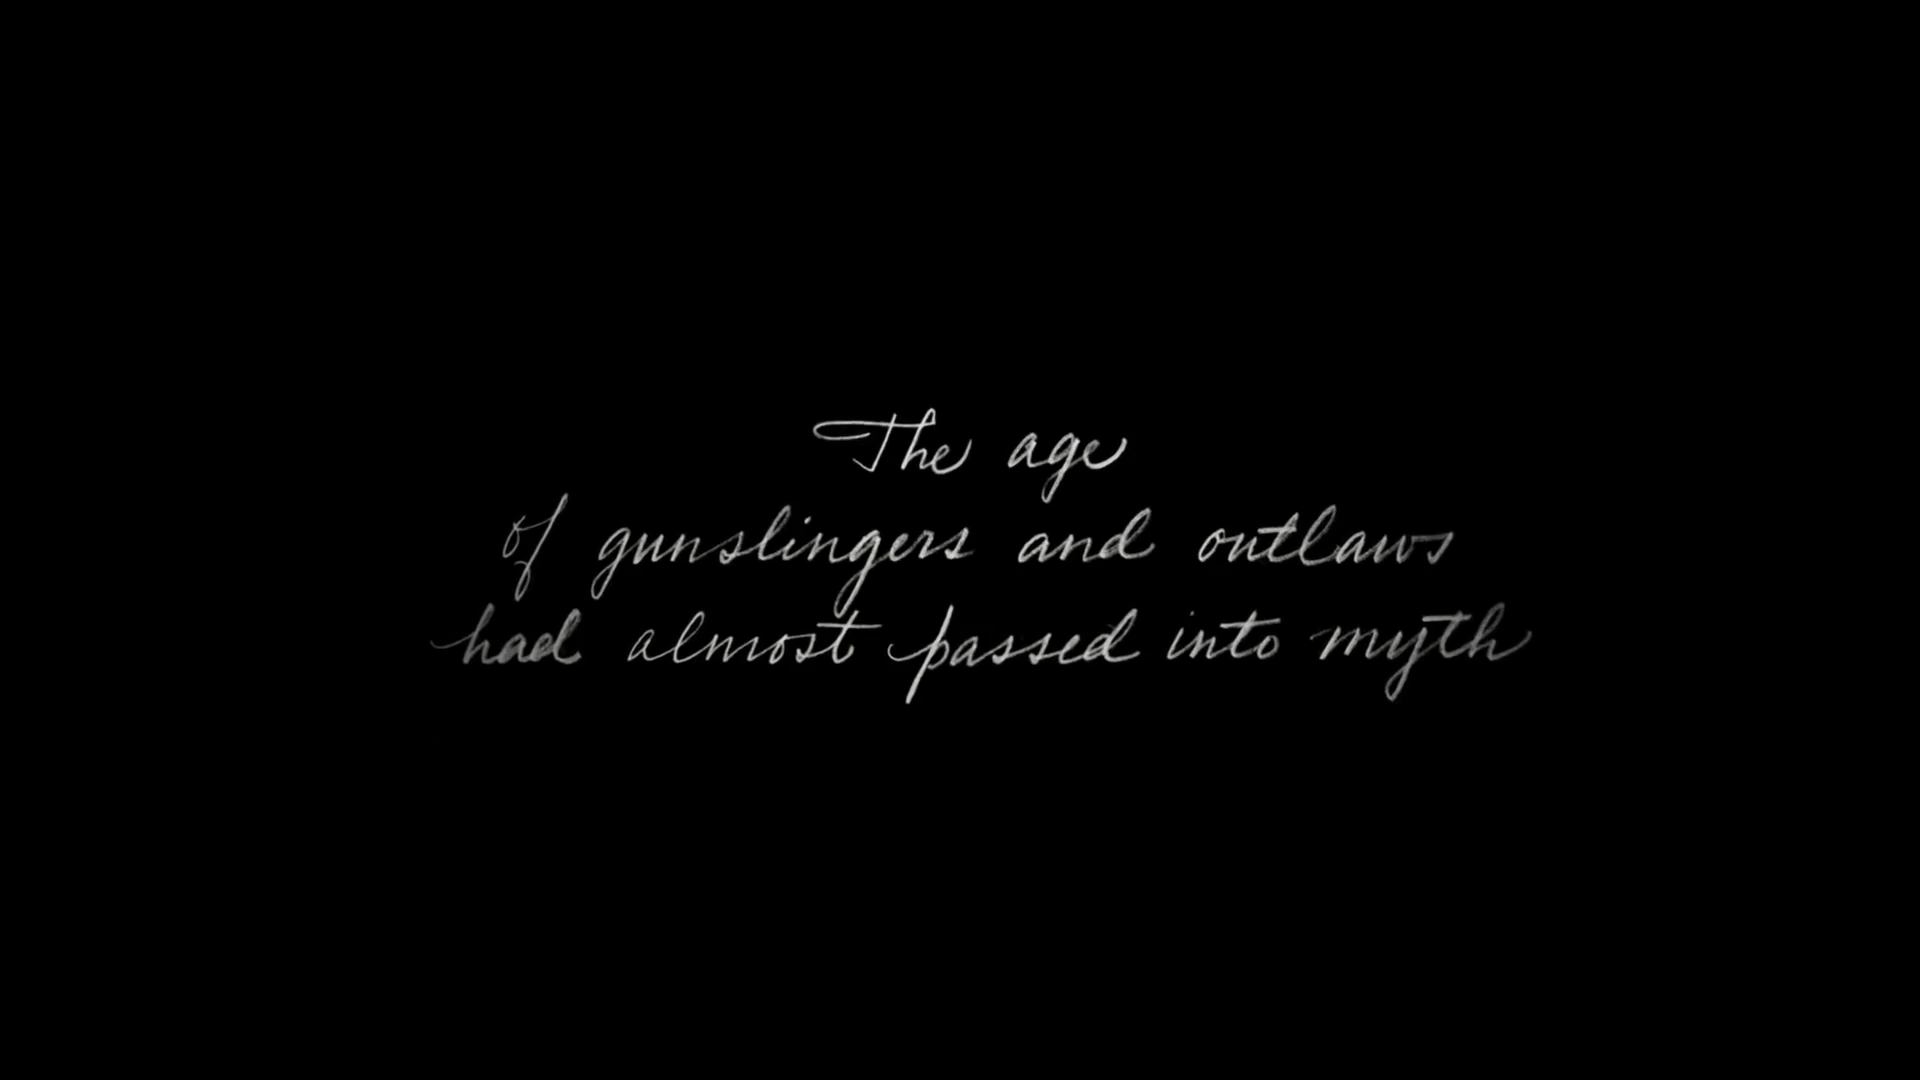 The age
of gunslingers and outlaws
had almost passed into myth